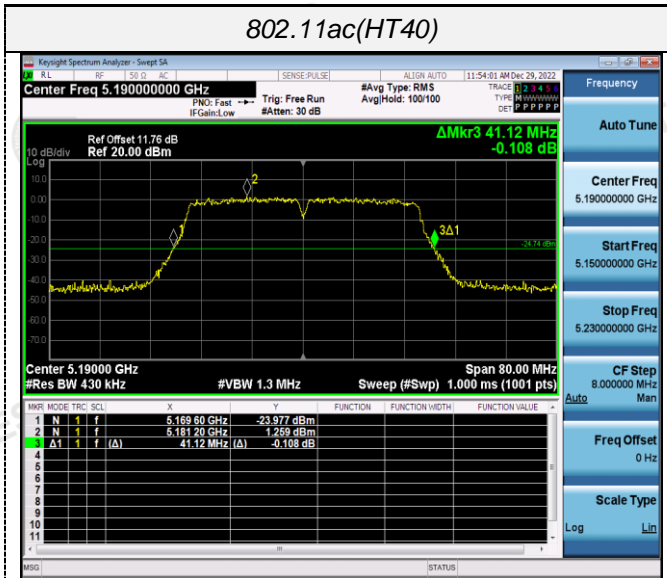 802.11ac(HT40)
Keysight Spectrum Analyzer - Swept SA
RL RF 50 Ω AC SENSE:PULSE ALIGN AUTO 11:54:01 AM Dec 29, 2022
Center Freq 5.190000000 GHz
PNO: Fast
IFGain:Low
Trig: Free Run
#Atten: 30 dB
#Avg Type: RMS
Avg|Hold: 100/100
TRACE 1 2 3 4 5 6
TYPE MWWWWW
DET P P P P P P
Ref Offset 11.76 dB
Ref 20.00 dBm
10 dB/div
Log
ΔMkr3 41.12 MHz
-0.108 dB
10.0
0.00
-10.0
-20.0
-30.0
-40.0
-50.0
-60.0
-70.0
1
2
3Δ1
-24.74 dBm
Center 5.19000 GHz
Span 80.00 MHz
#Res BW 430 kHz
#VBW 1.3 MHz
Sweep (#Swp) 1.000 ms (1001 pts)
MKR MODE TRC SCL X Y FUNCTION FUNCTION WIDTH FUNCTION VALUE
1 N 1 f 5.169 60 GHz -23.977 dBm
2 N 1 f 5.181 20 GHz 1.259 dBm
3 Δ1 1 f (Δ) 41.12 MHz (Δ) -0.108 dB
4
5
6
7
8
9
10
11
MSG
STATUS
Frequency
Auto Tune
Center Freq
5.190000000 GHz
Start Freq
5.150000000 GHz
Stop Freq
5.230000000 GHz
CF Step
8.000000 MHz
Auto Man
Freq Offset
0 Hz
Scale Type
Log Lin